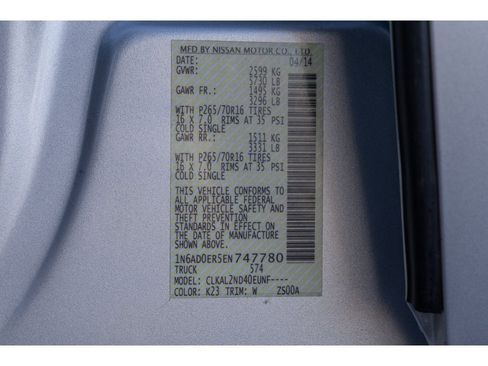 MFD BY NISSAN MOTOR CO., LTD.
DATE: 04/14
GVWR: 2599 KG
5730 LB
GAWR FR.: 1495 KG
3296 LB
WITH P265/70R16 TIRES
16 X 7.0 RIMS AT 35 PSI
COLD SINGLE
GAWR RR.: 1511 KG
3331 LB
WITH P265/70R16 TIRES
16 X 7.0 RIMS AT 35 PSI
COLD SINGLE
THIS VEHICLE CONFORMS TO
ALL APPLICABLE FEDERAL
MOTOR VEHICLE SAFETY AND
THEFT PREVENTION
STANDARDS IN EFFECT ON
THE DATE OF MANUFACTURE
SHOWN ABOVE.
1N6AD0ER5EN747780
TRUCK 574
MODEL: CLKAL2ND40EUNF----
COLOR: K23 TRIM: W ZS00A